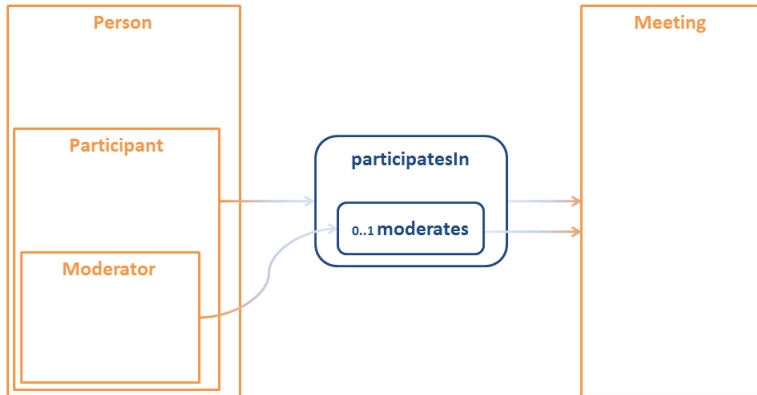 Person
Meeting
Participant
participatesIn
0..1 moderates
Moderator